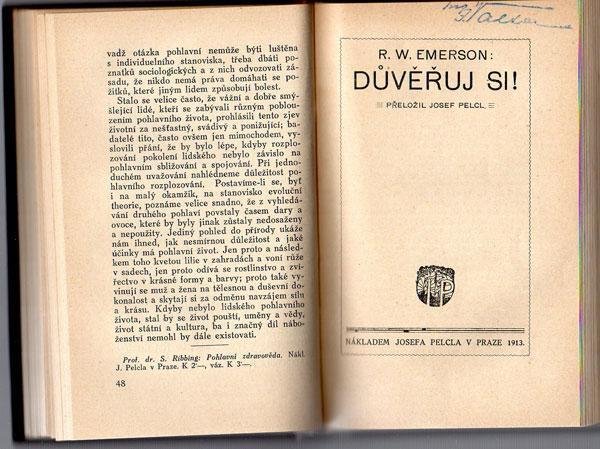 vadž otázka pohlavní nemůže býti luštěna
s individuelního stanoviska, třeba dbáti po-
znatků sociologických a z nich odvozovati zá-
sadu, že nikdo nemá práva domáhati se po-
žitků, které jiným lidem způsobují bolest.
Stalo se velice často, že vážní a dobře smý-
šlející lidé, kteří se zabývali různým poblou-
zením pohlavního života, prohlásili tento zjev
životní za nešťastný, svádivý a ponižující; ba-
datelé tito, často ovšem jen mimochodem, vy-
slovili přání, že by bylo lépe, kdyby rozplo-
zování pokolení lidského nebylo závislo na
pohlavním sbližování a spojování. Při jedno-
duchém uvažování nahlédneme důležitost po-
hlavního rozplozování. Postavíme-li se, byť
i na malý okamžik, na stanovisko evoluční
theorie, poznáme velice snadno, že z vyhledá-
vání druhého pohlaví povstaly časem dary a
ovoce, které by byly jinak zůstaly nedosaženy
a nepoužity. Jediný pohled do přírody ukáže
nám ihned, jak nesmírnou důležitost a jaké
účinky má pohlavní život. Jen proto a násled-
kem toho kvetou lilie v zahradách a voní růže
v sadech, jen proto odívá se rostlinstvo a zví-
řectvo v krásné formy a barvy; proto také vy-
vinují se muž a žena na tělesnou a duševní do-
konalost a skytají si za odměnu navzájem sílu
a krásu. Kdyby nebylo lidského pohlavního
života, stal by se život pouští, uměny a vědy,
život státní a kultura, ba i značný díl nábo-
ženství nemohl by dále existovati.
Prof. dr. S. Ribbing: Pohlavní zdravověda. Nákl.
J. Pelcla v Praze. K 2·—, váz. K 3·—.
48
R. W. EMERSON:
DŮVĚŘUJ SI!
PŘELOŽIL JOSEF PELCL
NÁKLADEM JOSEFA PELCLA V PRAZE 1913.